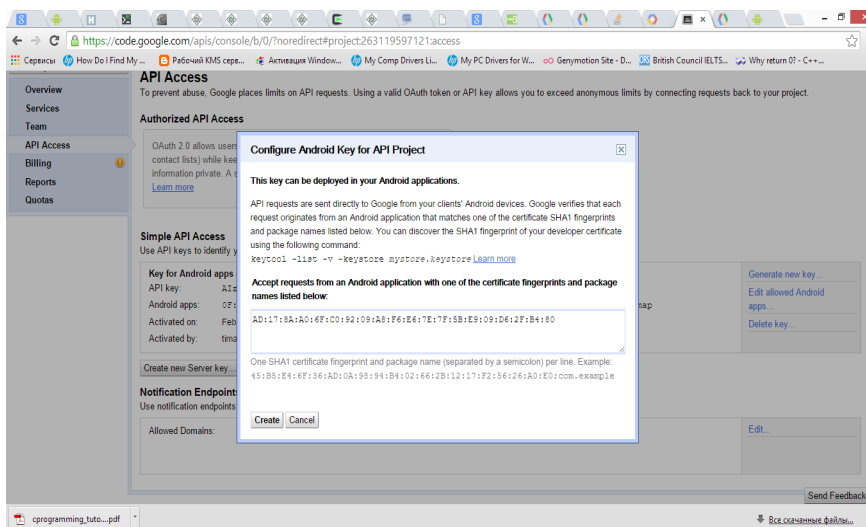 https://code.google.com/apis/console/b/0/?noredirect#project:263119597121:access
Сервисы
How Do I Find My ...
Рабочий KMS серв...
Активация Window...
My Comp Drivers Li...
My PC Drivers for W...
Genymotion Site - D...
British Council IELTS...
Why return 0? - C++...
Overview
Services
Team
API Access
Billing
Reports
Quotas
API Access
To prevent abuse, Google places limits on API requests. Using a valid OAuth token or API key allows you to exceed anonymous limits by connecting requests back to your project.
Authorized API Access
OAuth 2.0 allows users
contact lists) while kee
information private. A s
Learn more
Configure Android Key for API Project
This key can be deployed in your Android applications.
API requests are sent directly to Google from your clients' Android devices. Google verifies that each
request originates from an Android application that matches one of the certificate SHA1 fingerprints
and package names listed below. You can discover the SHA1 fingerprint of your developer certificate
using the following command:
keytool -list -v -keystore mystore.keystore Learn more
Accept requests from an Android application with one of the certificate fingerprints and package
names listed below:
AD:17:8A:A0:6F:C0:92:09:A8:F6:E6:7E:7F:5B:E9:09:D6:2F:B4:80
One SHA1 certificate fingerprint and package name (separated by a semicolon) per line. Example:
45:B5:E4:6F:36:AD:0A:98:94:B4:02:66:2B:12:17:F2:56:26:A0:E0;com.example
Create Cancel
Simple API Access
Use API keys to identify y
Key for Android apps
API key: AIz
Android apps: 0F:
map
Activated on: Feb
Activated by: tima
Generate new key...
Edit allowed Android
apps...
Delete key...
Create new Server key...
Notification Endpoint
Use notification endpoints
Allowed Domains:
Edit...
Send Feedback
cprogramming_tuto....pdf
Все скачанные файлы...